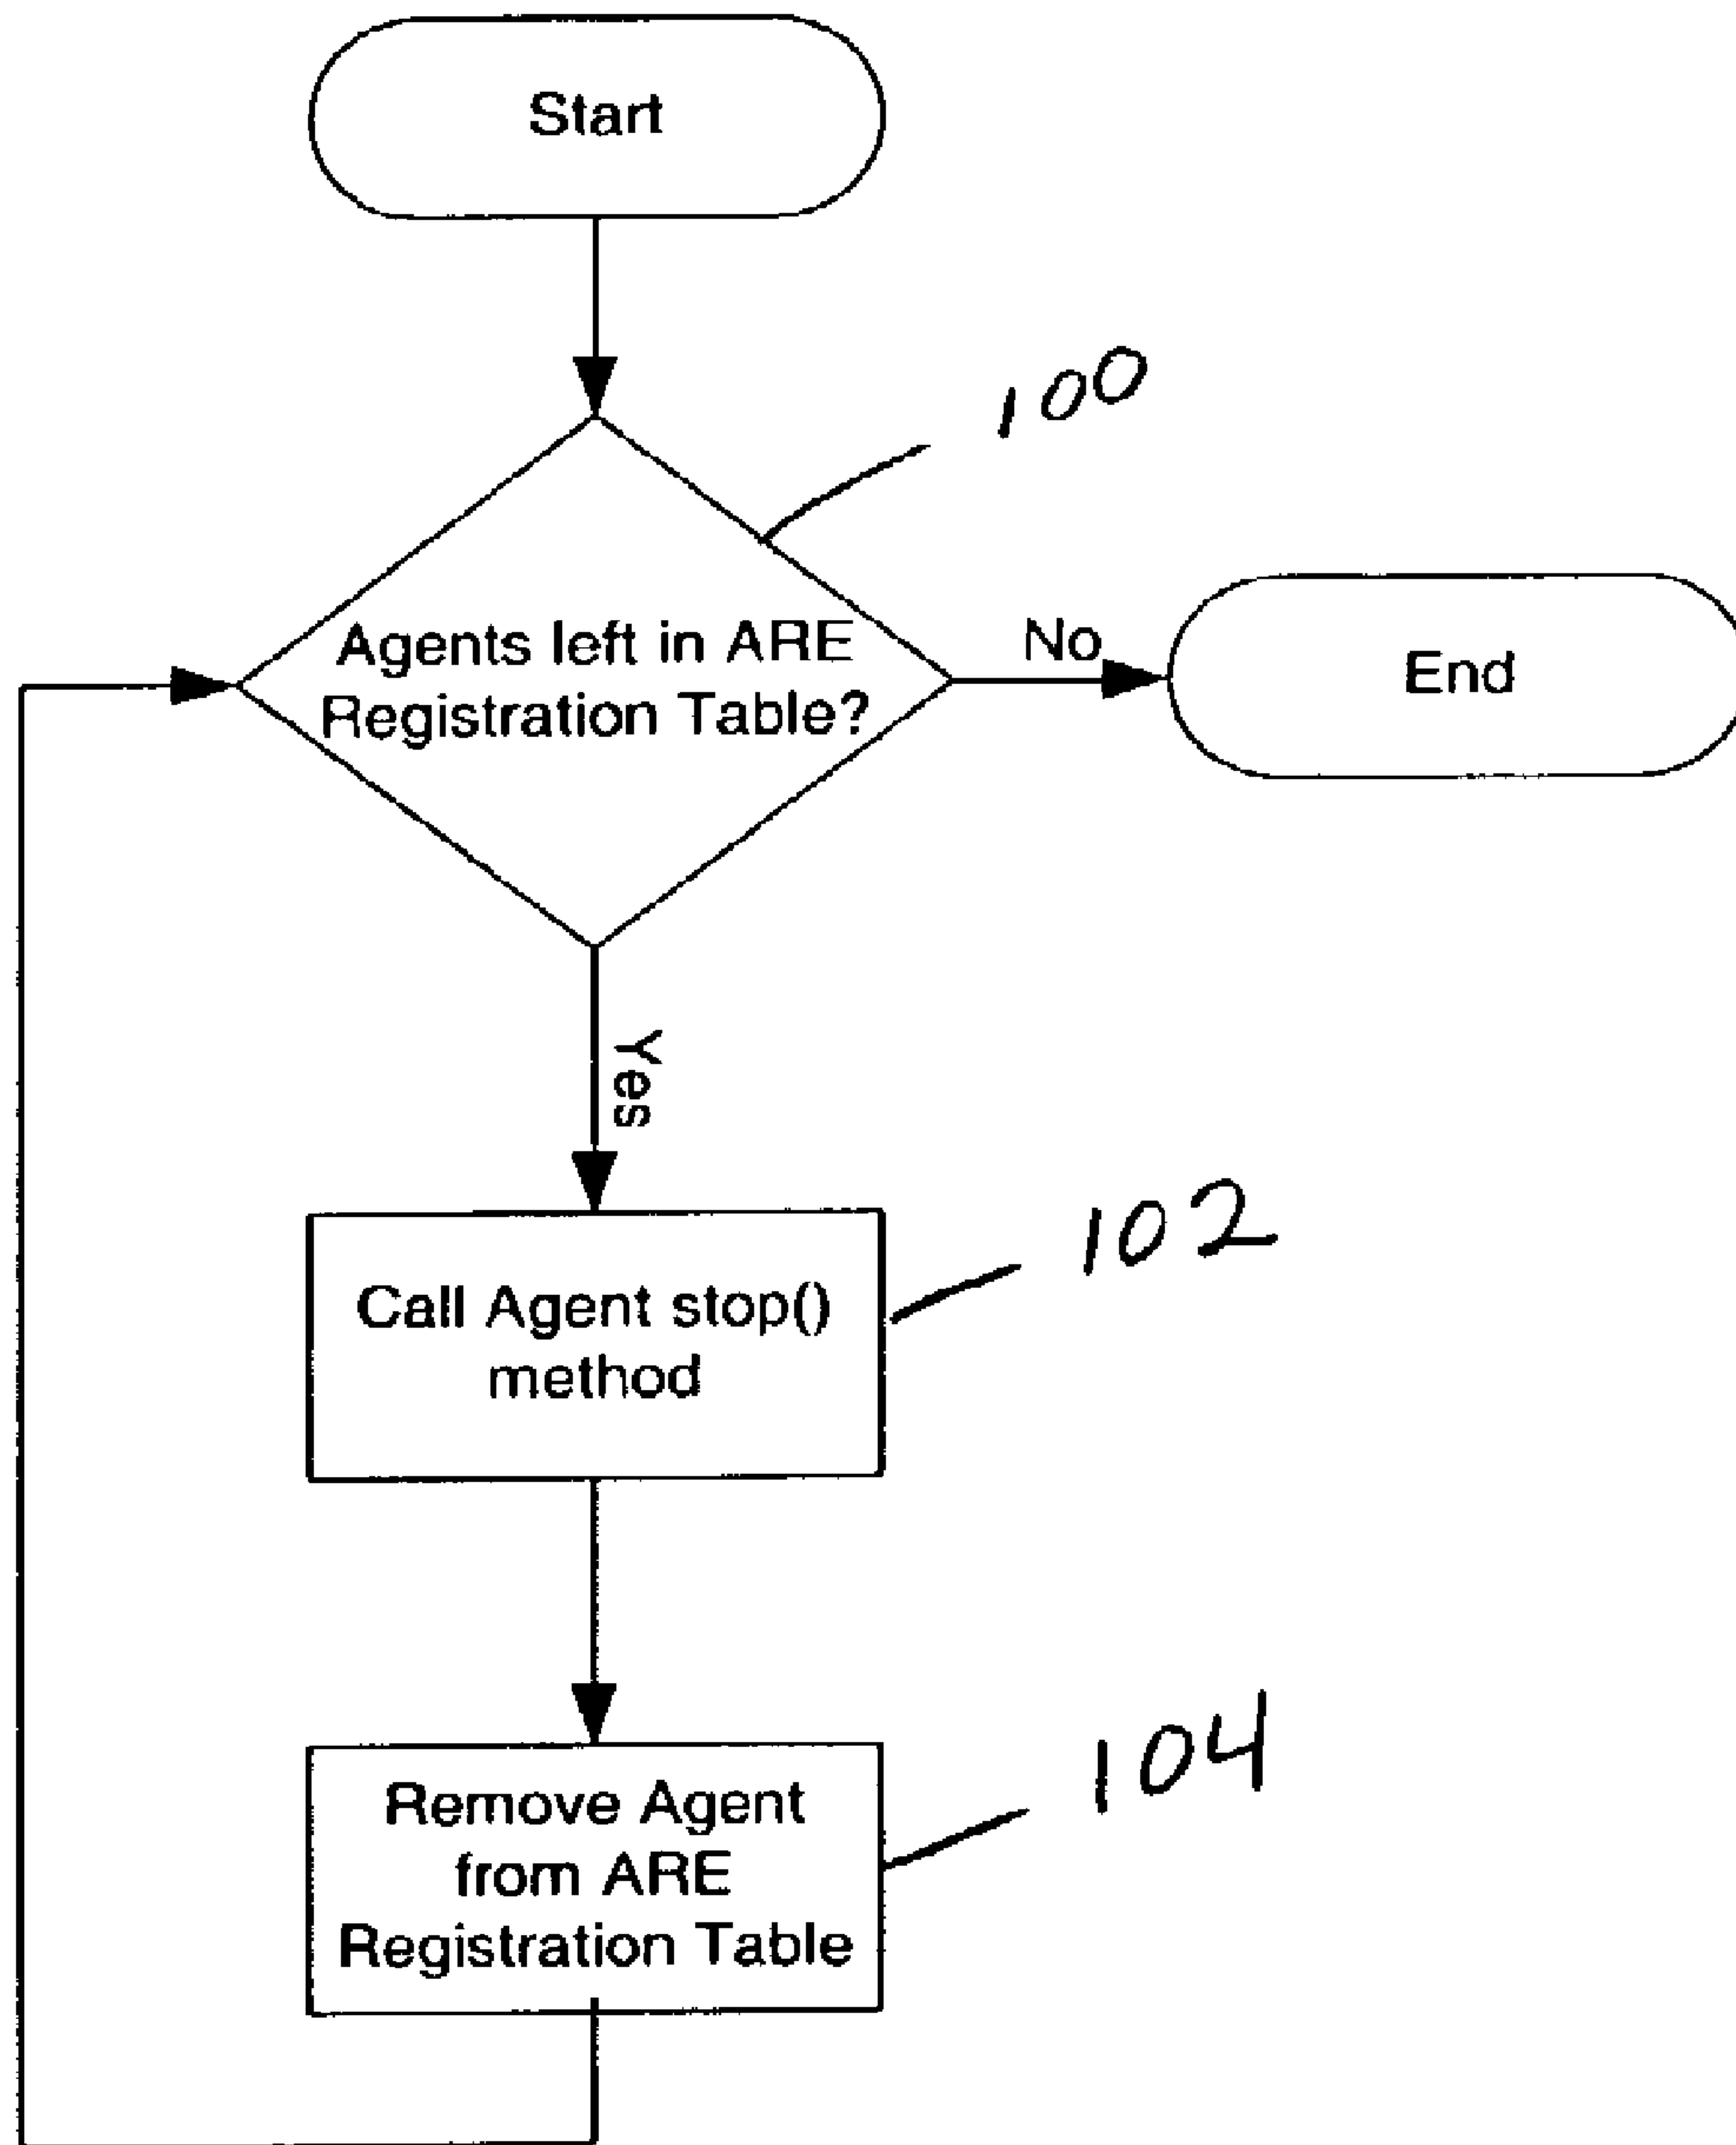 Start
100
Agents left in ARE
Registration Table?
No
End
Yes
102
Call Agent stop()
method
104
Remove Agent
from ARE
Registration Table